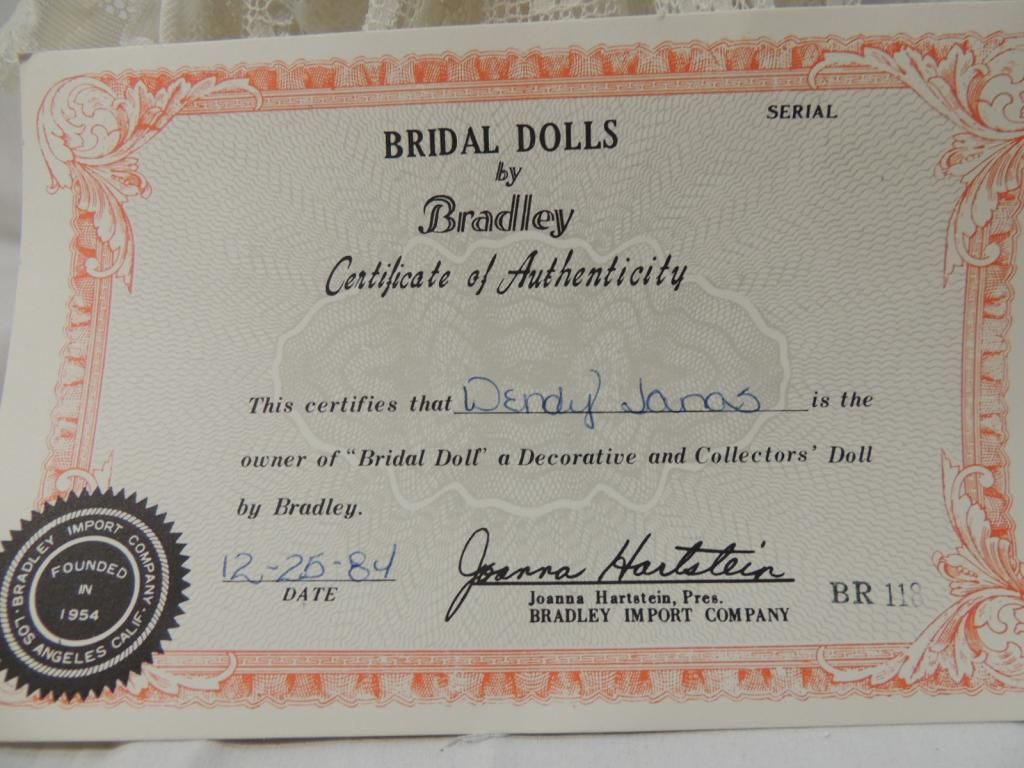 SERIAL
BRIDAL DOLLS
by
Bradley
Certificate of Authenticity
This certifies that Wendy Janas is the
owner of "Bridal Doll" a Decorative and Collectors' Doll
by Bradley.
12-25-84
DATE
Joanna Hartstein
Joanna Hartstein, Pres.
BRADLEY IMPORT COMPANY
BR 118
BRADLEY IMPORT COMPANY
FOUNDED
IN
1954
LOS ANGELES CALIF.